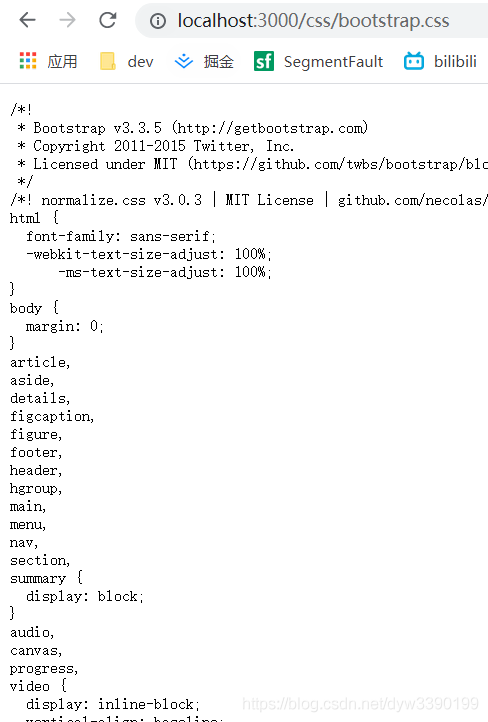 localhost:3000/css/bootstrap.css
应用 dev 掘金 SegmentFault bilibili
/*!
 * Bootstrap v3.3.5 (http://getbootstrap.com)
 * Copyright 2011-2015 Twitter, Inc.
 * Licensed under MIT (https://github.com/twbs/bootstrap/blo
 */
/*! normalize.css v3.0.3 | MIT License | github.com/necolas/
html {
  font-family: sans-serif;
  -webkit-text-size-adjust: 100%;
      -ms-text-size-adjust: 100%;
}
body {
  margin: 0;
}
article,
aside,
details,
figcaption,
figure,
footer,
header,
hgroup,
main,
menu,
nav,
section,
summary {
  display: block;
}
audio,
canvas,
progress,
video {
  display: inline-block;
  vertical-align: baseline;
https://blog.csdn.net/dyw3390199